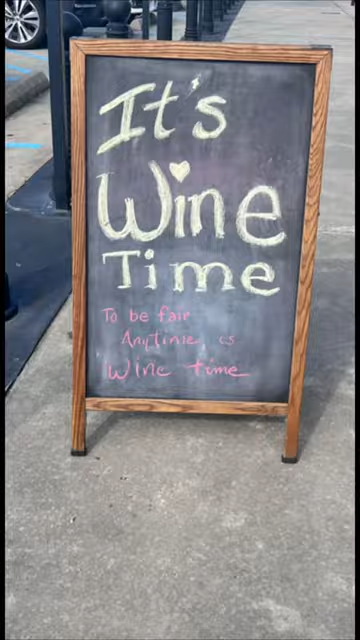 It's
Wine
Time
To be fair
Anytime is
Wine time